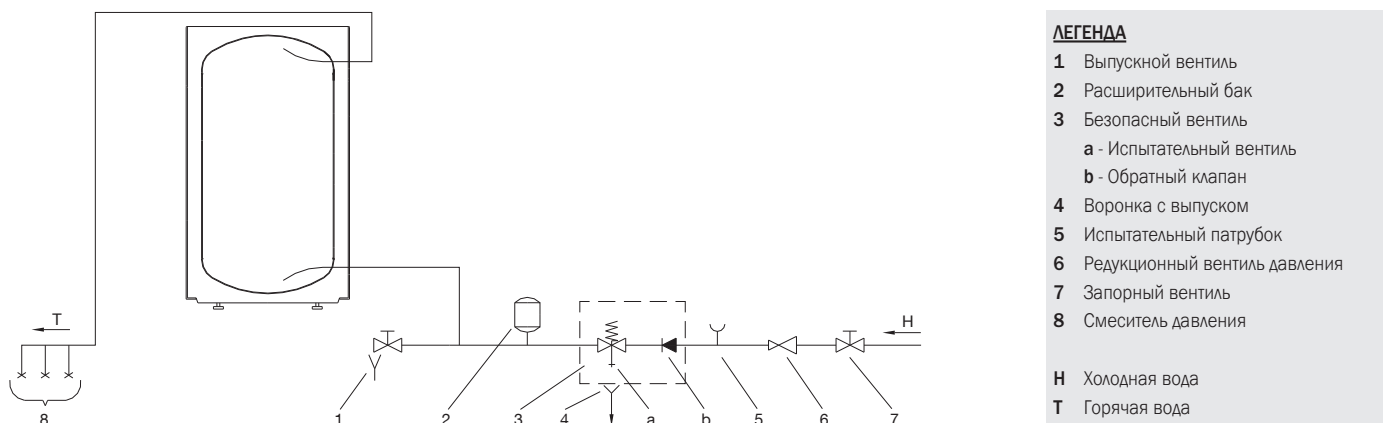 ЛЕГЕНДА
1 Выпускной вентиль
2 Расширительный бак
3 Безопасный вентиль
a - Испытательный вентиль
b - Обратный клапан
4 Воронка с выпуском
5 Испытательный патрубок
6 Редукционный вентиль давления
7 Запорный вентиль
8 Смеситель давления
H Холодная вода
T Горячая вода
T
H
8 1 2 3 4 a b 5 6 7